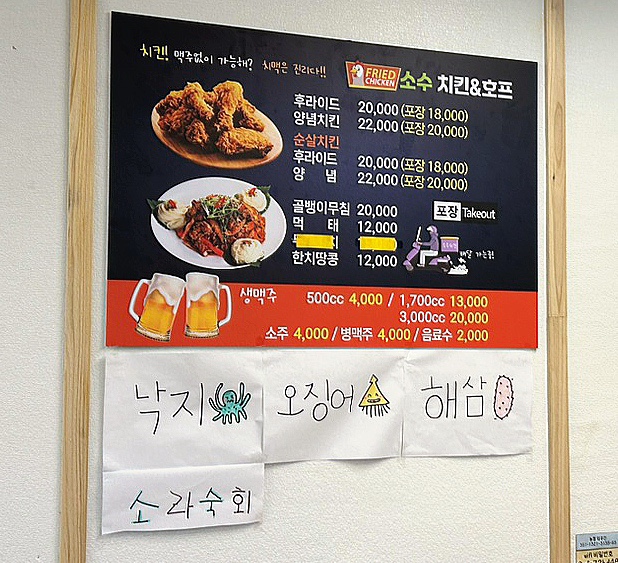 치킨! 맥주없이 가능해? 치맥은 진리다!!
FRIED CHICKEN 소수 치킨&호프
후라이드 20,000 (포장 18,000)
양념치킨 22,000 (포장 20,000)
순살치킨
후라이드 20,000 (포장 18,000)
양 념 22,000 (포장 20,000)
골뱅이무침 20,000
포장 Takeout
먹 태 12,000
한치땅콩 12,000
배달 가능!
생맥주 500cc 4,000 / 1,700cc 13,000
3,000cc 20,000
소주 4,000 / 병맥주 4,000 / 음료수 2,000
낙지 오징어 해삼
소라숙회